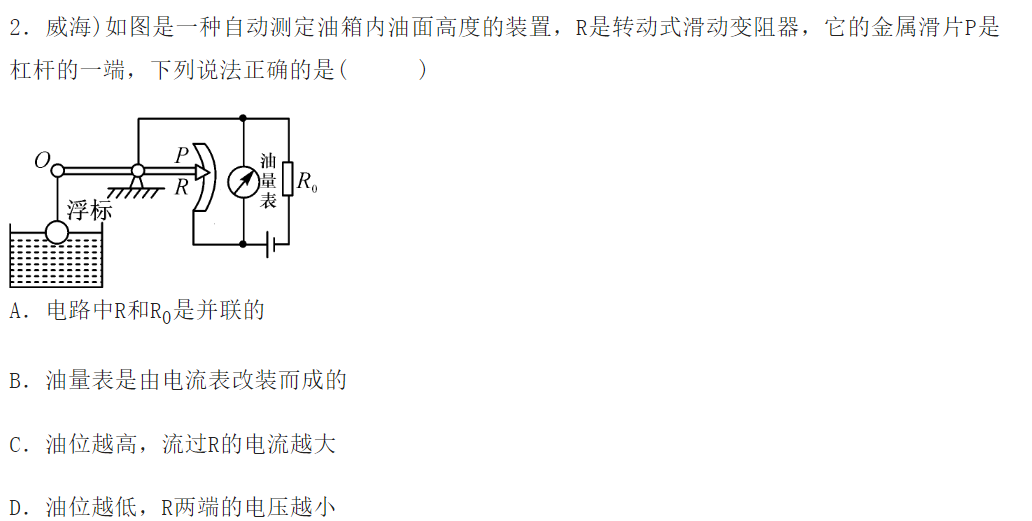 2. 威海)如图是一种自动测定油箱内油面高度的装置，R是转动式滑动变阻器，它的金属滑片P是
杠杆的一端，下列说法正确的是(　　)
O
P
R
浮标
油量表
R₀
A. 电路中R和R₀是并联的
B. 油量表是由电流表改装而成的
C. 油位越高，流过R的电流越大
D. 油位越低，R两端的电压越小